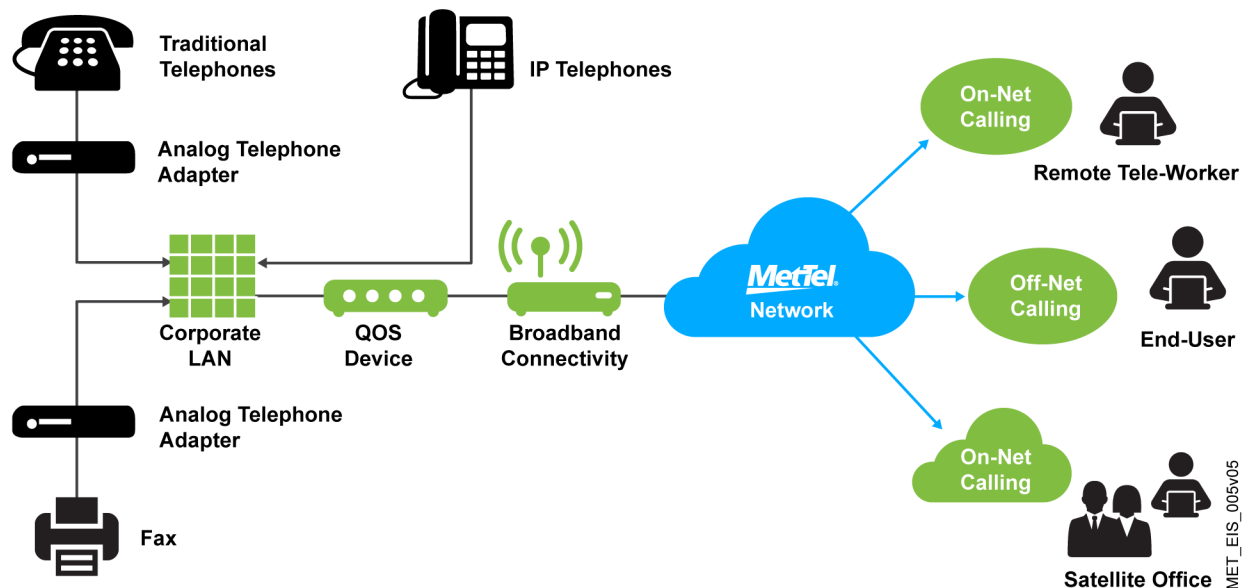 Traditional
Telephones
IP Telephones
Analog Telephone
Adapter
On-Net
Calling
Remote Tele-Worker
MetTel.
Network
Off-Net
Calling
End-User
Corporate
LAN
QOS
Device
Broadband
Connectivity
Analog Telephone
Adapter
On-Net
Calling
Fax
Satellite Office
MET_EIS_005v05